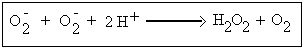 O₂⁻ + O₂⁻ + 2 H⁺ ⟶ H₂O₂ + O₂